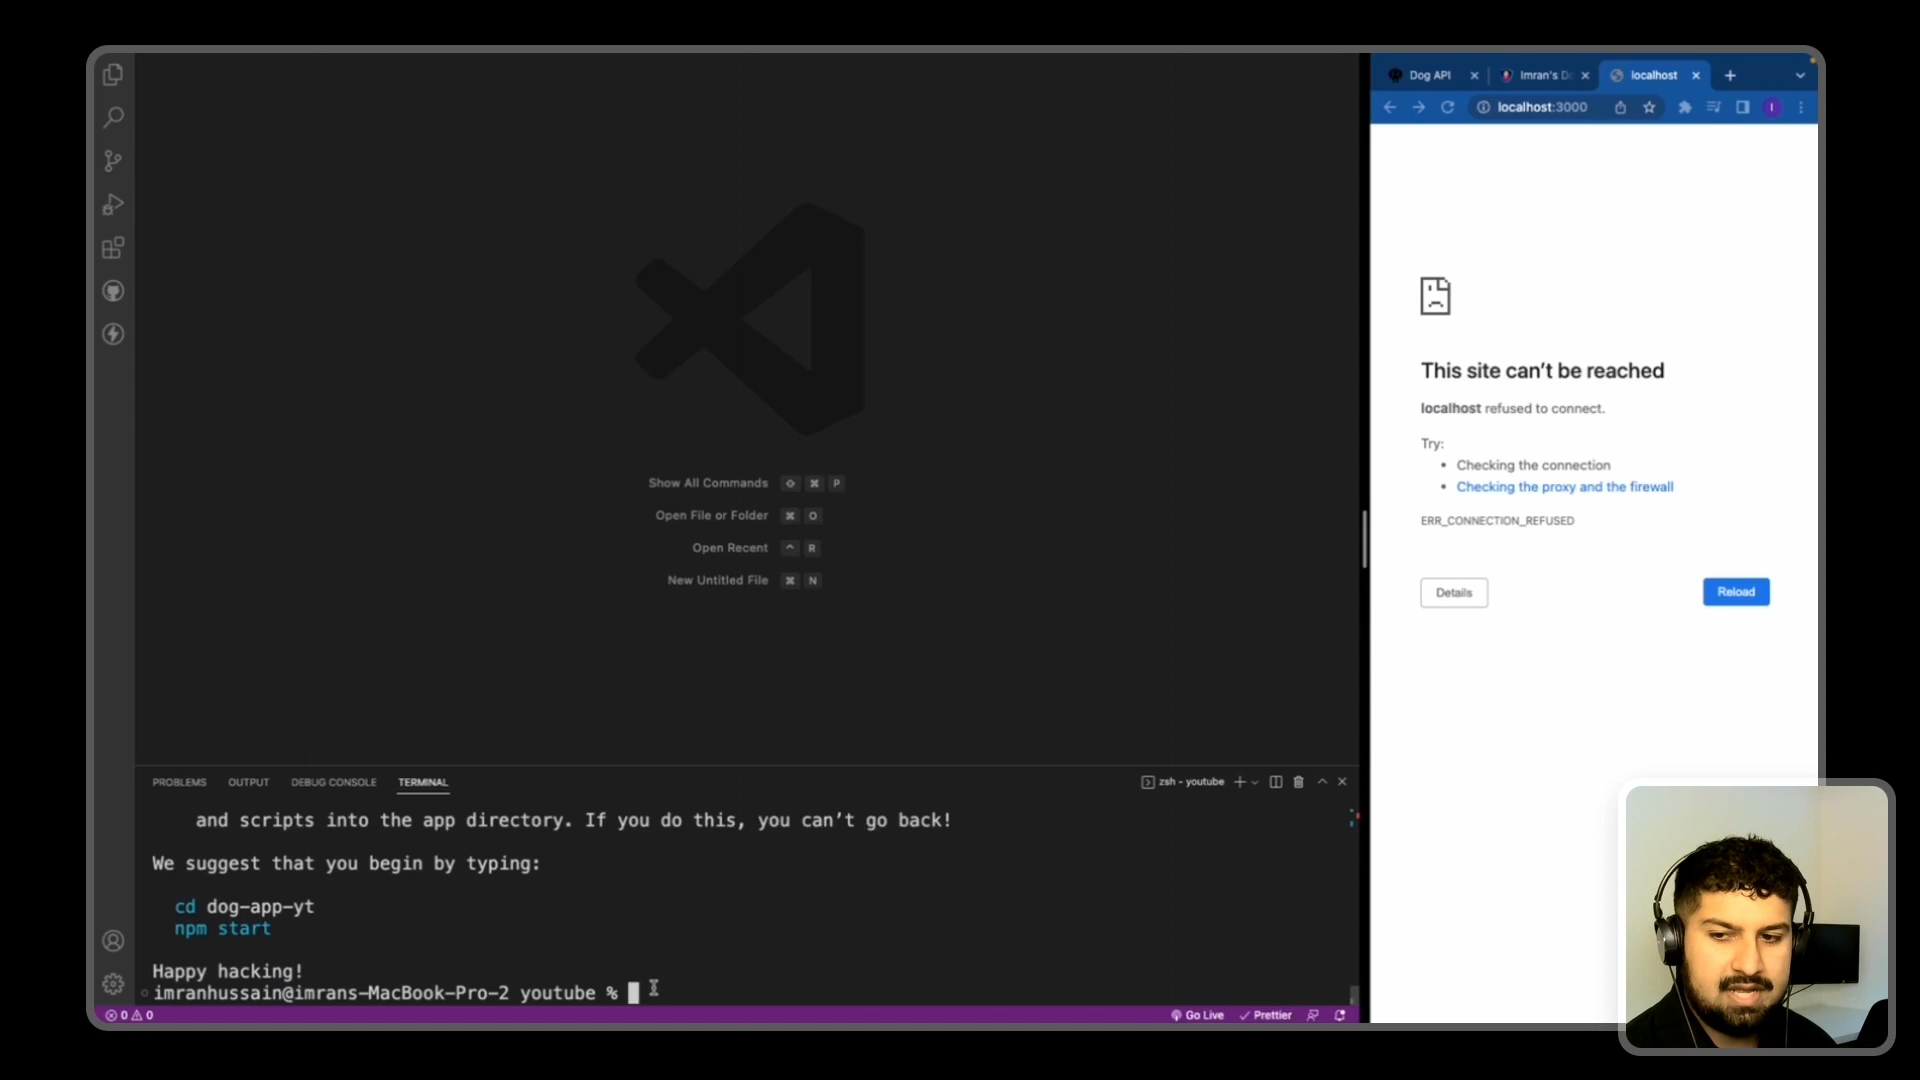 Show All Commands ⌘ P
Open File or Folder ⌘ O
Open Recent ^ R
New Untitled File ⌘ N
PROBLEMS OUTPUT DEBUG CONSOLE TERMINAL
zsh - youtube
and scripts into the app directory. If you do this, you can't go back!
We suggest that you begin by typing:
cd dog-app-yt
npm start
Happy hacking!
imranhussain@imrans-MacBook-Pro-2 youtube %
0 0
Go Live Prettier
Dog API Imran's Do localhost
localhost:3000
I
This site can't be reached
localhost refused to connect.
Try:
• Checking the connection
• Checking the proxy and the firewall
ERR_CONNECTION_REFUSED
Details Reload